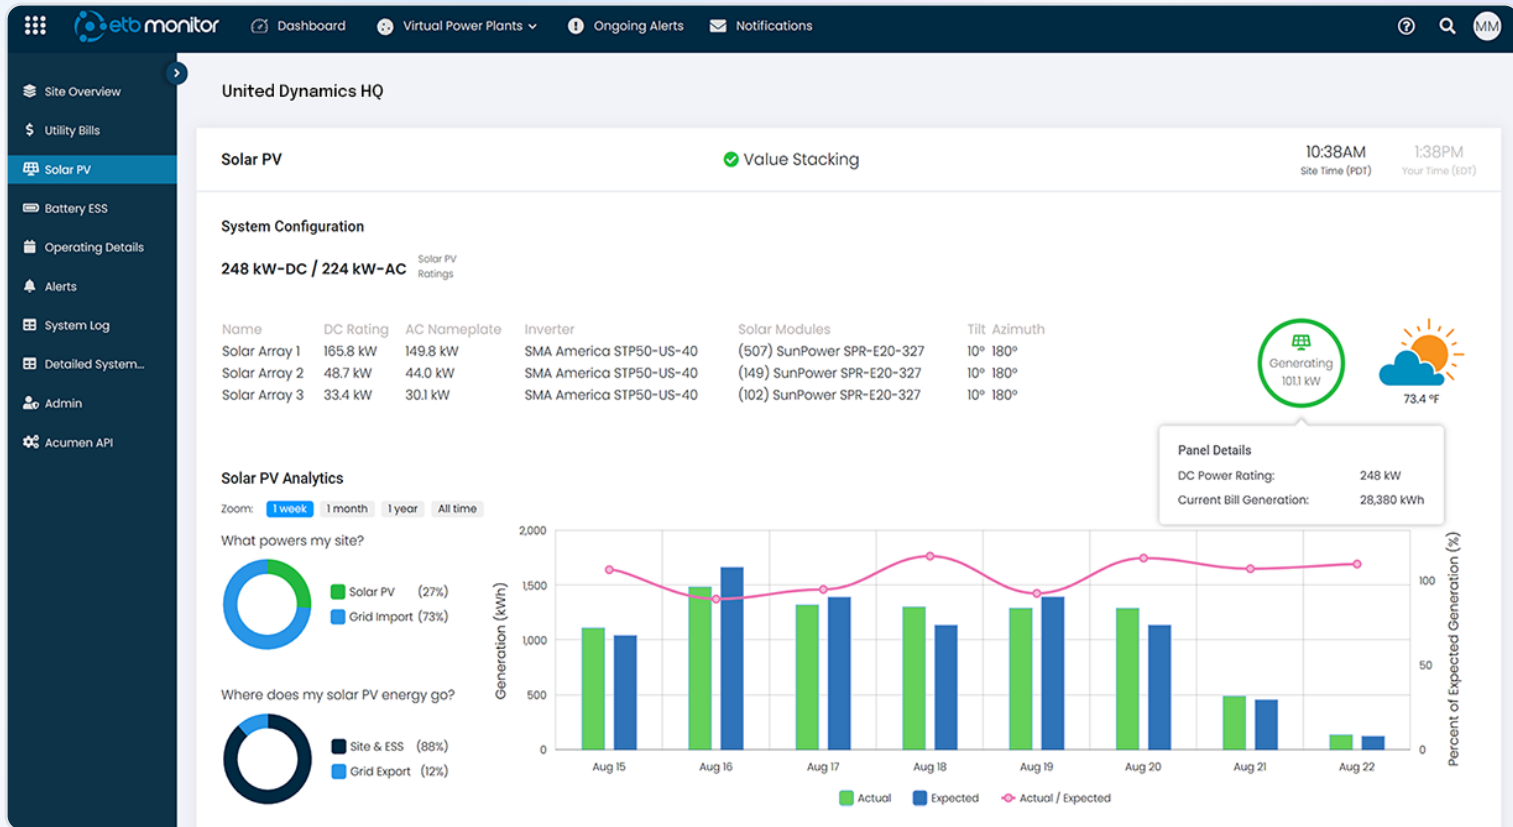 etb monitor
Dashboard
Virtual Power Plants
Ongoing Alerts
Notifications
MM
Site Overview
Utility Bills
Solar PV
Battery ESS
Operating Details
Alerts
System Log
Detailed System...
Admin
Acumen API
United Dynamics HQ
Solar PV
Value Stacking
10:38AM
Site Time (PDT)
1:38PM
Your Time (EDT)
System Configuration
248 kW-DC / 224 kW-AC
Solar PV
Ratings
Name DC Rating AC Nameplate Inverter Solar Modules Tilt Azimuth
Solar Array 1 165.8 kW 149.8 kW SMA America STP50-US-40 (507) SunPower SPR-E20-327 10° 180°
Solar Array 2 48.7 kW 44.0 kW SMA America STP50-US-40 (149) SunPower SPR-E20-327 10° 180°
Solar Array 3 33.4 kW 30.1 kW SMA America STP50-US-40 (102) SunPower SPR-E20-327 10° 180°
Generating
101.1 kW
73.4 °F
Panel Details
DC Power Rating: 248 kW
Current Bill Generation: 28,380 kWh
Solar PV Analytics
Zoom: 1 week 1 month 1 year All time
What powers my site?
Solar PV (27%)
Grid Import (73%)
Where does my solar PV energy go?
Site & ESS (88%)
Grid Export (12%)
Generation (kWh)
2,000
1,500
1,000
500
0
100
50
0
Percent of Expected Generation (%)
Aug 15 Aug 16 Aug 17 Aug 18 Aug 19 Aug 20 Aug 21 Aug 22
Actual Expected Actual / Expected